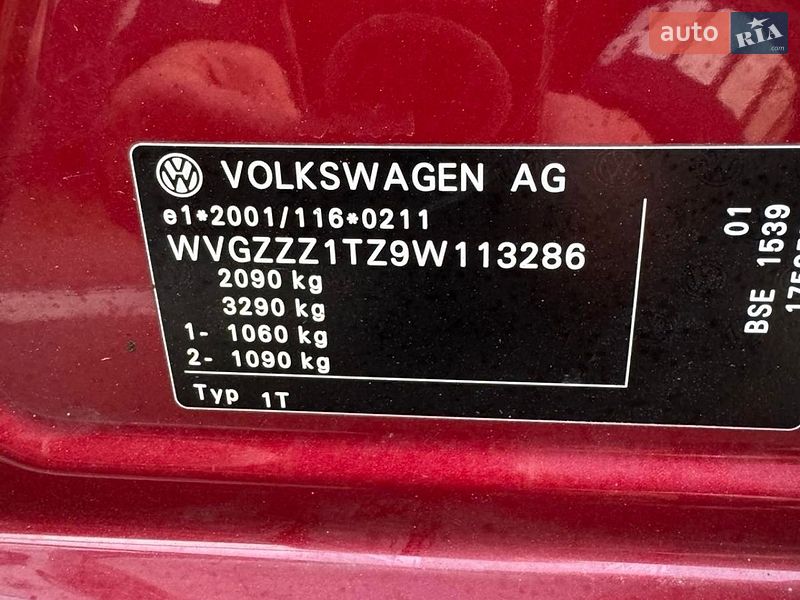 auto RIA
.com
VOLKSWAGEN AG
e1*2001/116*0211
WVGZZZ1TZ9W113286
2090 kg
3290 kg
1- 1060 kg
2- 1090 kg
Typ 1T
01
BSE 1539